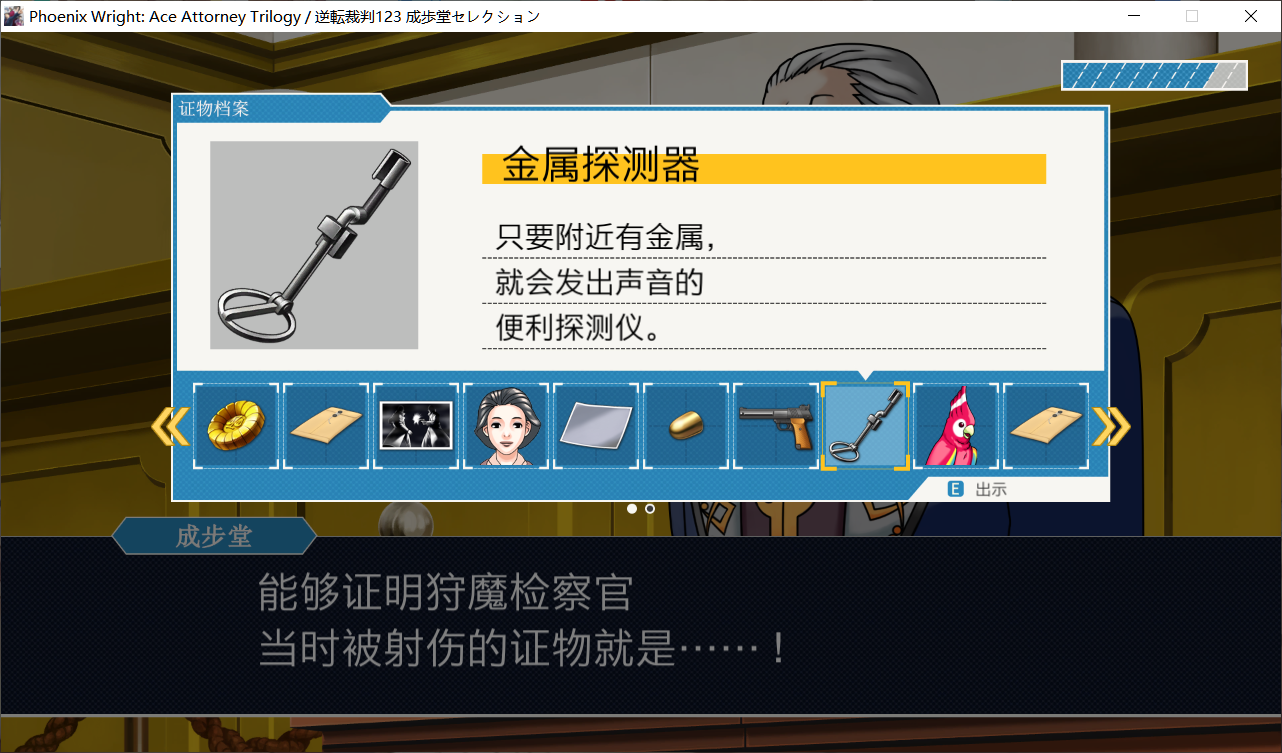 Phoenix Wright: Ace Attorney Trilogy / 逆転裁判123 成歩堂セレクション
证物档案
金属探测器
只要附近有金属，
就会发出声音的
便利探测仪。
E 出示
成步堂
能够证明狩魔检察官
当时被射伤的证物就是……！